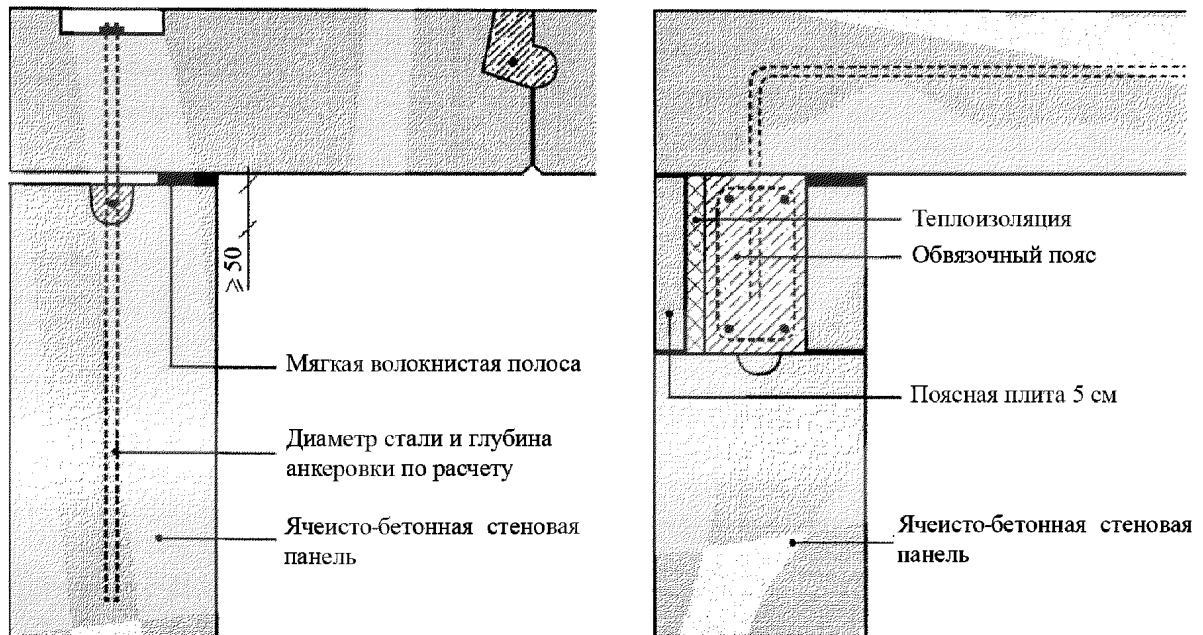 ≥ 50
Мягкая волокнистая полоса
Диаметр стали и глубина
анкеровки по расчету
Ячеисто-бетонная стеновая
панель
Теплоизоляция
Обвязочный пояс
Поясная плита 5 см
Ячеисто-бетонная стеновая
панель